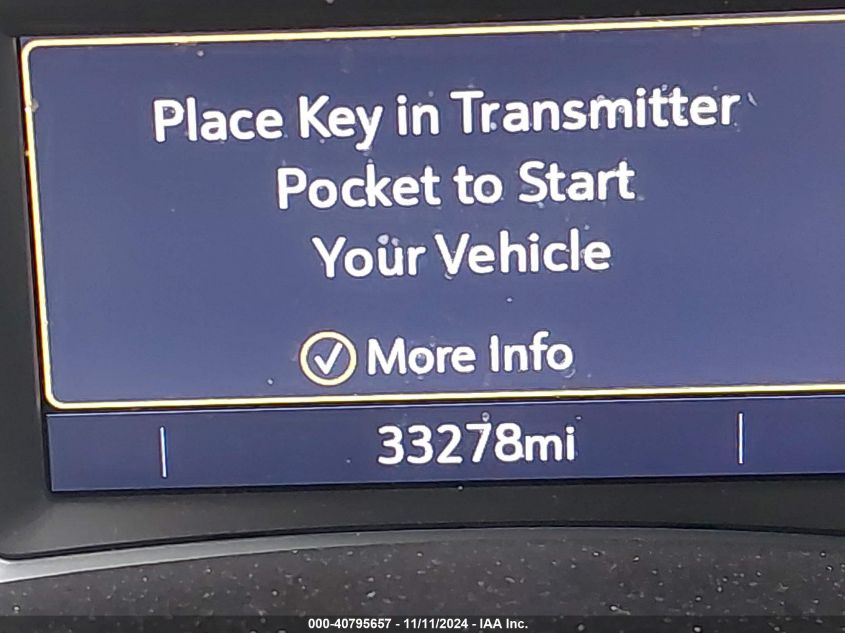 Place Key in Transmitter
Pocket to Start
Your Vehicle
More Info
33278mi
000-40795657 - 11/11/2024 - IAA Inc.